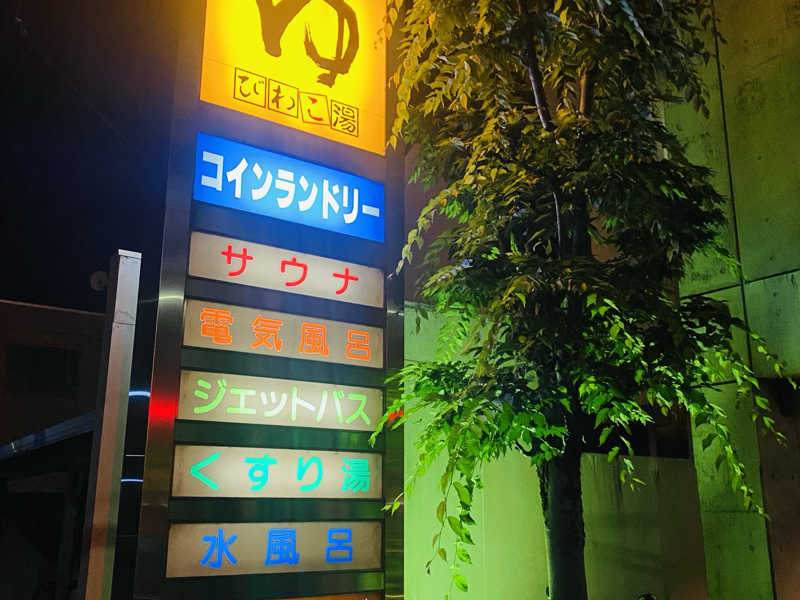 ゆ
びわこ湯
コインランドリー
サウナ
電気風呂
ジェットバス
くすり湯
水風呂